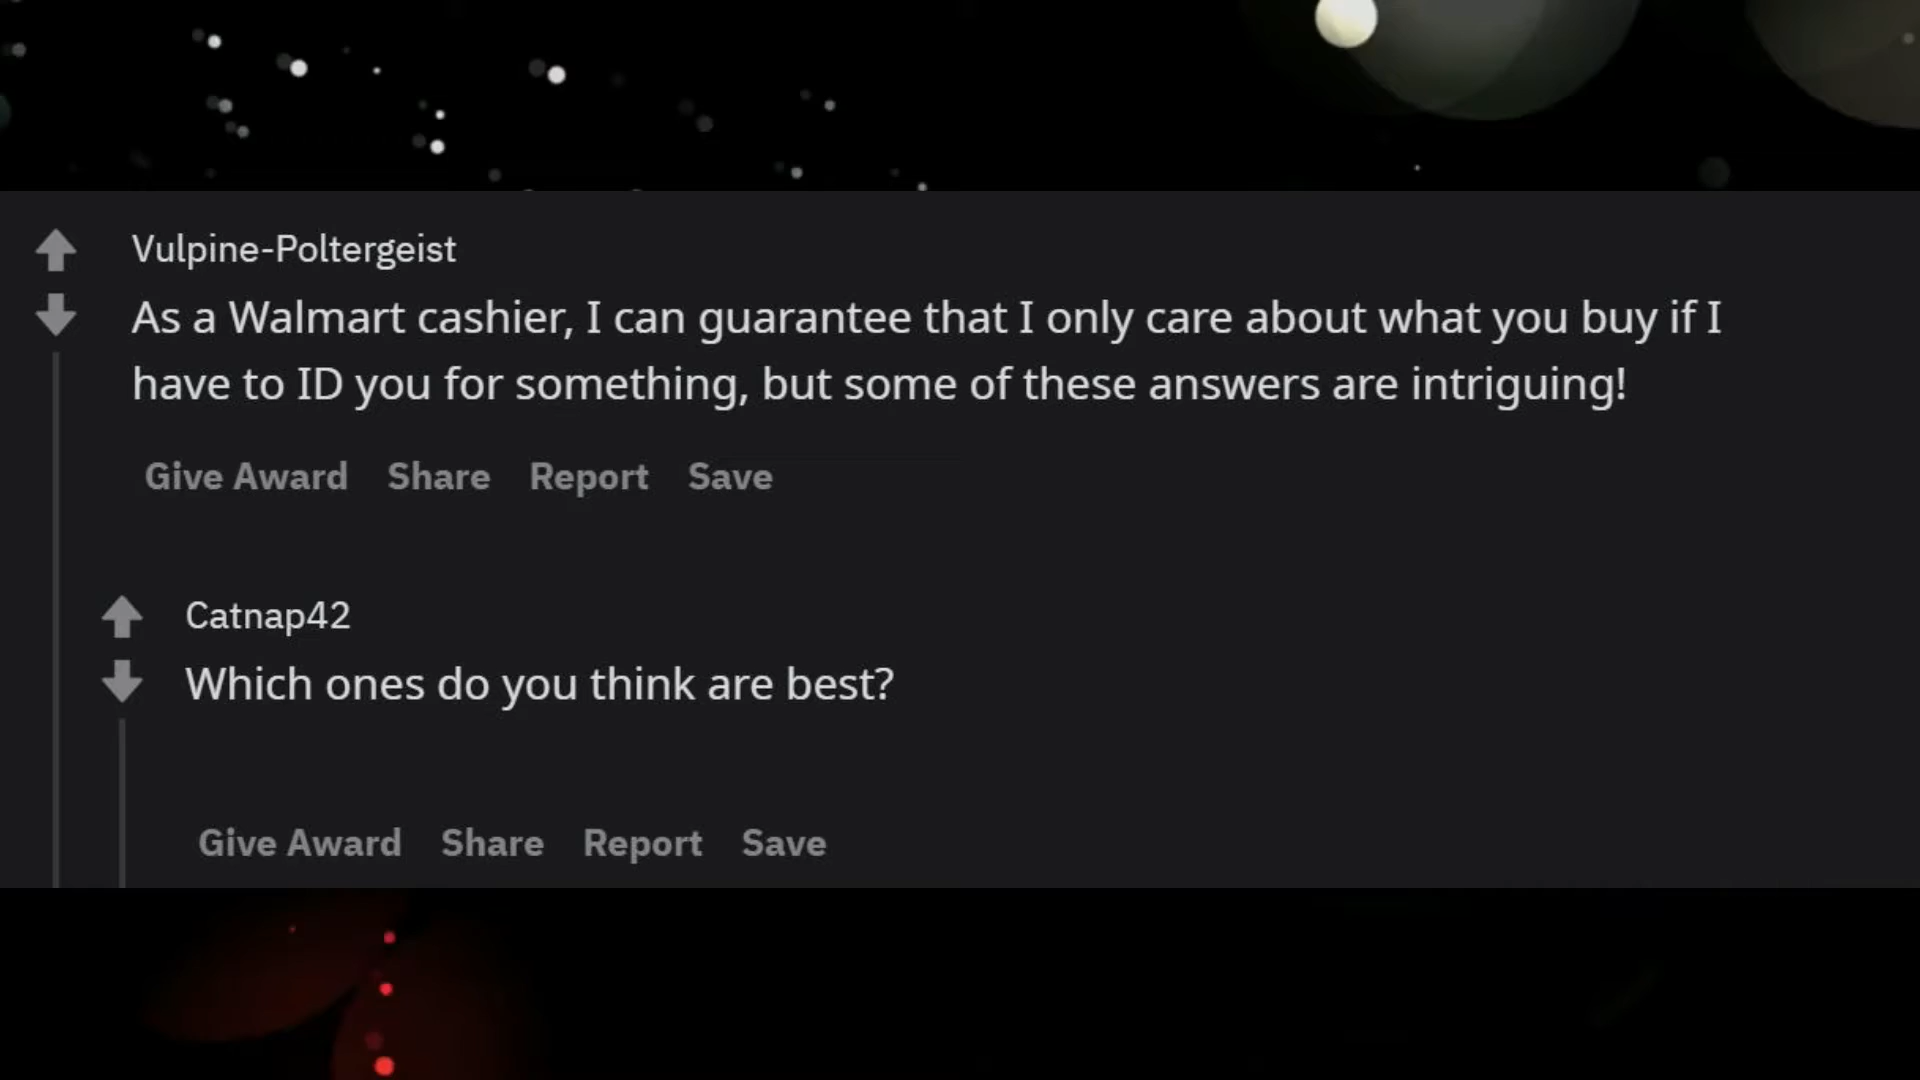 Vulpine-Poltergeist
As a Walmart cashier, I can guarantee that I only care about what you buy if I
have to ID you for something, but some of these answers are intriguing!
Give Award Share Report Save
Catnap42
Which ones do you think are best?
Give Award Share Report Save